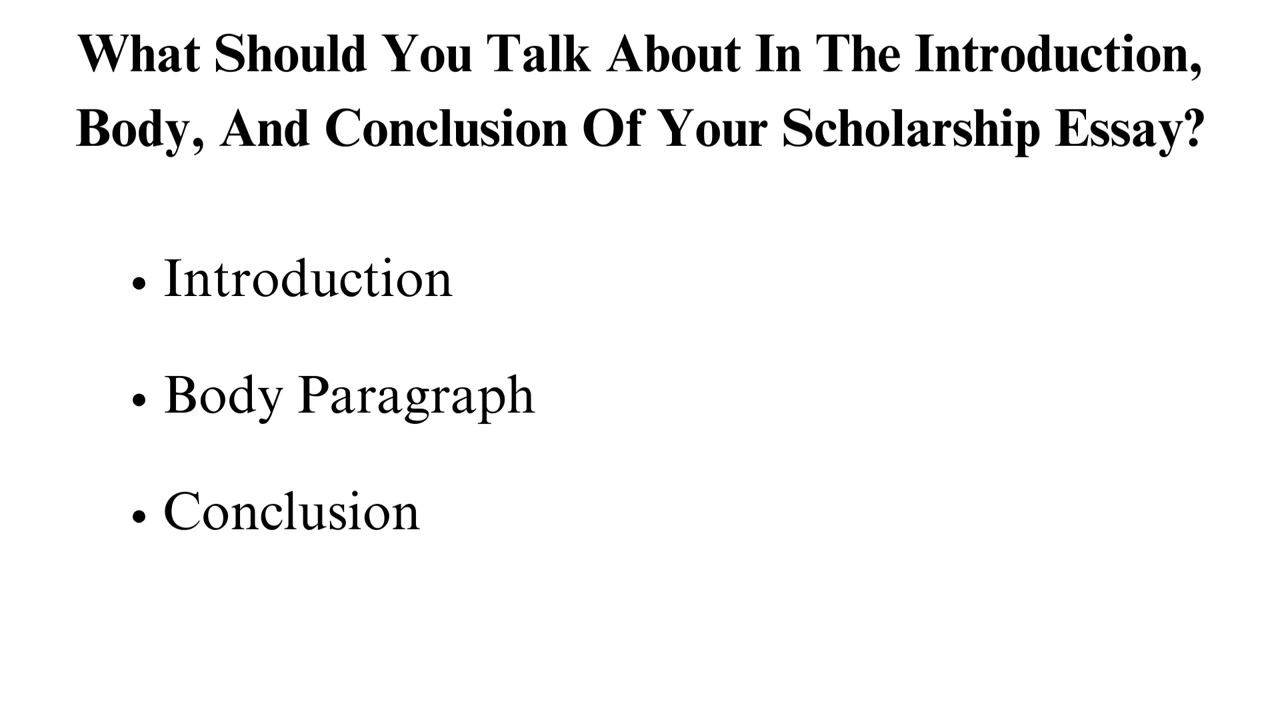 What Should You Talk About In The Introduction,
Body, And Conclusion Of Your Scholarship Essay?
• Introduction
• Body Paragraph
• Conclusion